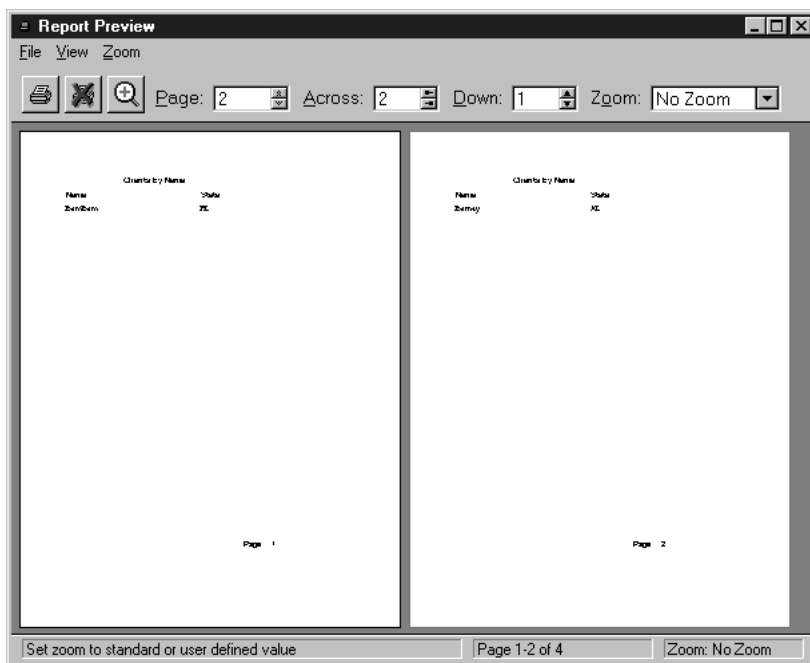 Report Preview
File View Zoom
Page: 2 Across: 2 Down: 1 Zoom: No Zoom
Clients by Name
Name State
BamBam FL
Page 1
Clients by Name
Name State
Barney AL
Page 2
Set zoom to standard or user defined value Page 1-2 of 4 Zoom: No Zoom